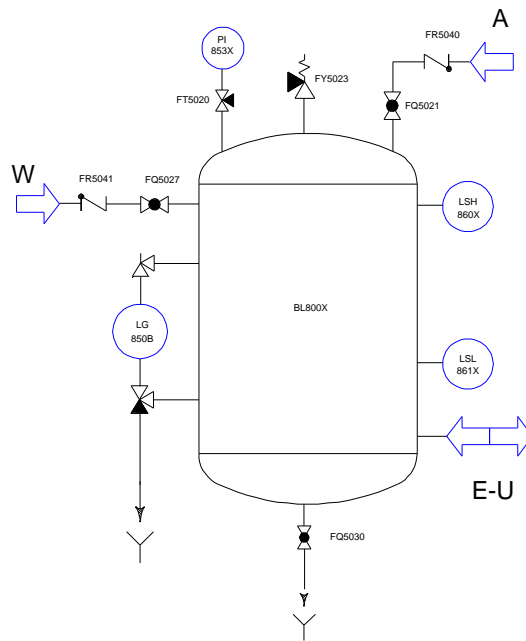 A
FR5040
PI
853X
FY5023
FT5020
FQ5021
W
FR5041
FQ5027
LSH
860X
BL800X
LG
850B
LSL
861X
E-U
FQ5030